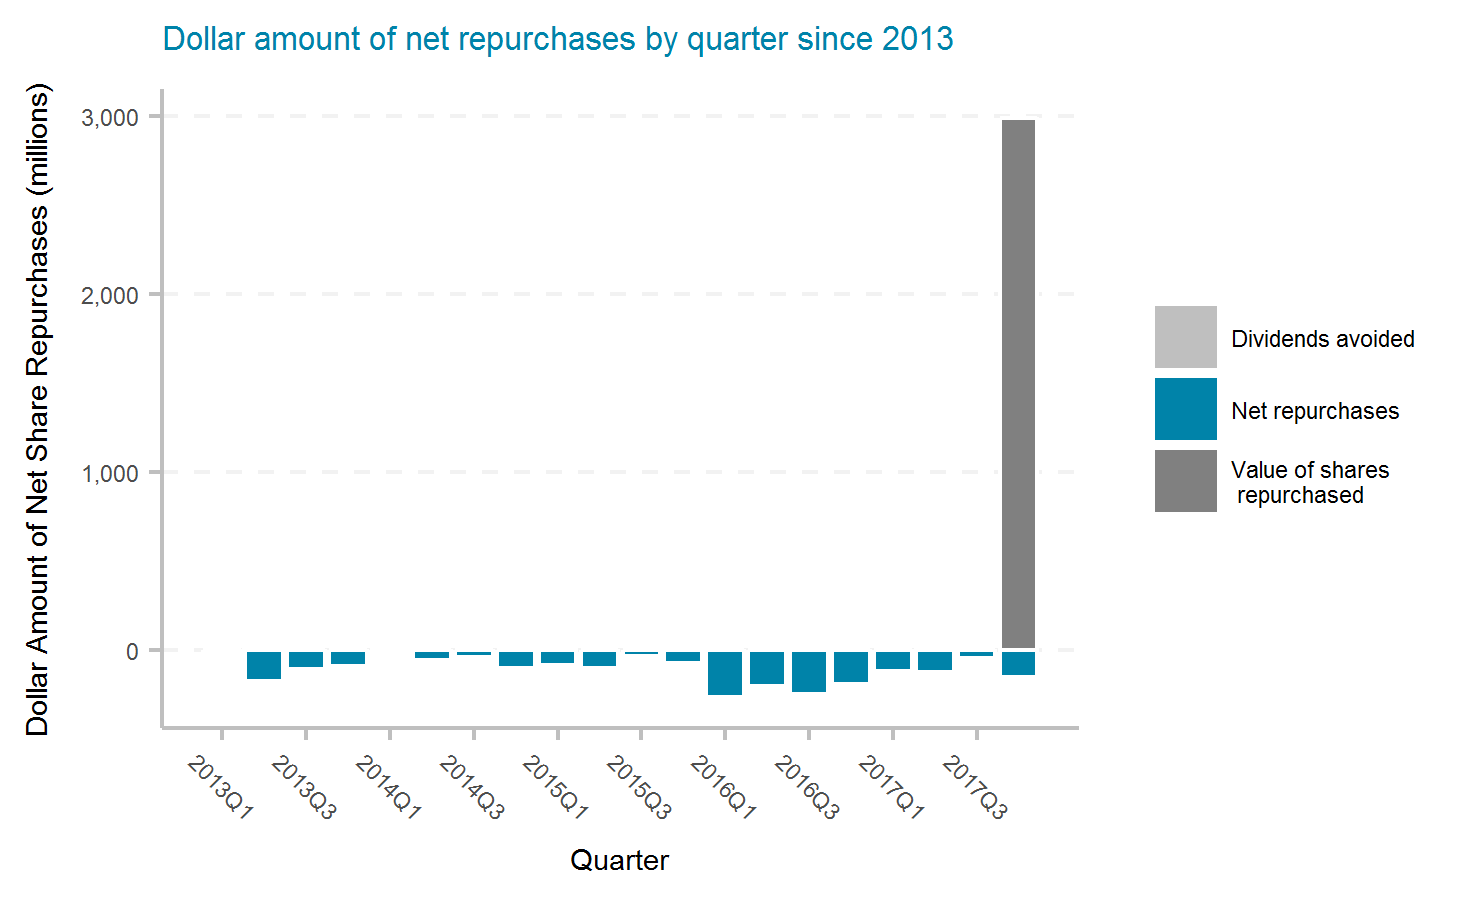 Dollar amount of net repurchases by quarter since 2013
Dollar Amount of Net Share Repurchases (millions)
3,000
2,000
1,000
0
2013Q1
2013Q3
2014Q1
2014Q3
2015Q1
2015Q3
2016Q1
2016Q3
2017Q1
2017Q3
Quarter
Dividends avoided
Net repurchases
Value of shares
repurchased